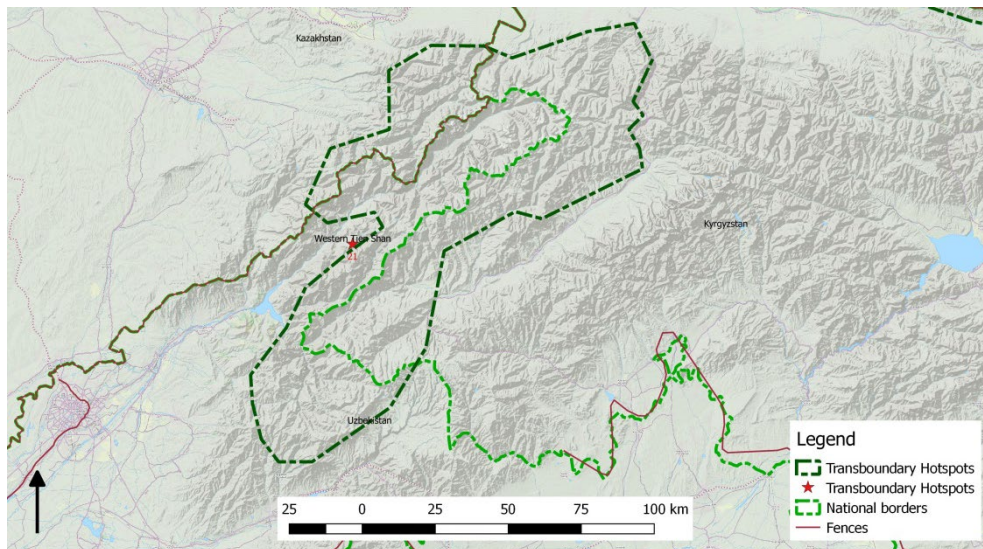 Kazakhstan
Western Tien Shan
21
Kyrgyzstan
Uzbekistan
Legend
Transboundary Hotspots
Transboundary Hotspots
National borders
Fences
25 0 25 50 75 100 km